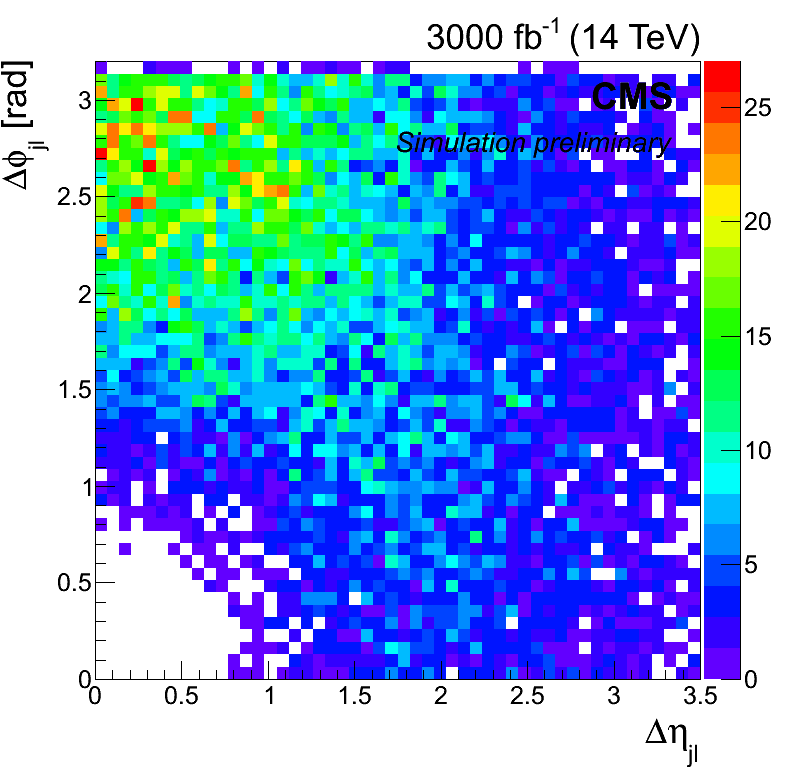 3000 fb⁻¹ (14 TeV)
CMS
Simulation preliminary
Δϕjl [rad]
3
2.5
2
1.5
1
0.5
0
0 0.5 1 1.5 2 2.5 3 3.5
Δηjl
25
20
15
10
5
0